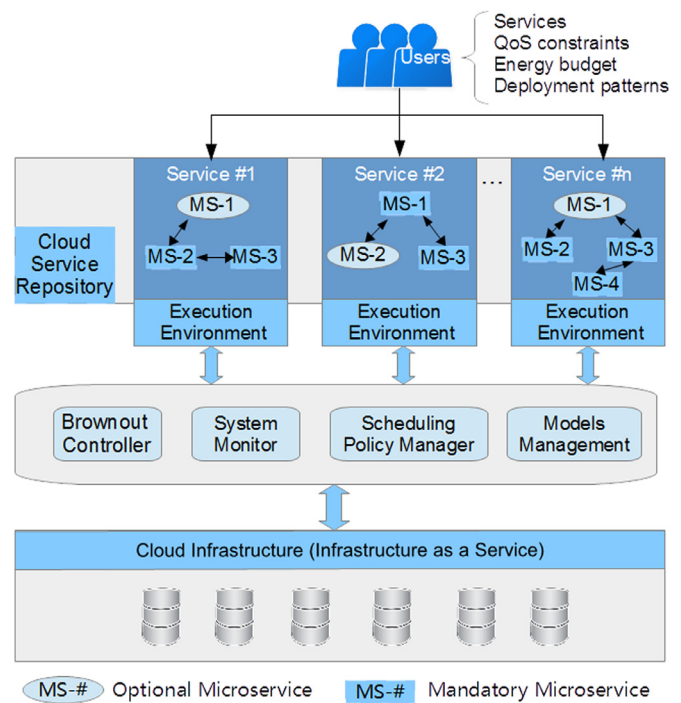 Services
QoS constraints
Users
Energy budget
Deployment patterns
Service #1
Service #2
...
Service #n
MS-1
MS-2
MS-3
MS-1
MS-2
MS-3
MS-1
MS-2
MS-3
MS-4
Cloud
Service
Repository
Execution
Environment
Execution
Environment
Execution
Environment
Brownout
Controller
System
Monitor
Scheduling
Policy Manager
Models
Management
Cloud Infrastructure (Infrastructure as a Service)
MS-# Optional Microservice
MS-# Mandatory Microservice